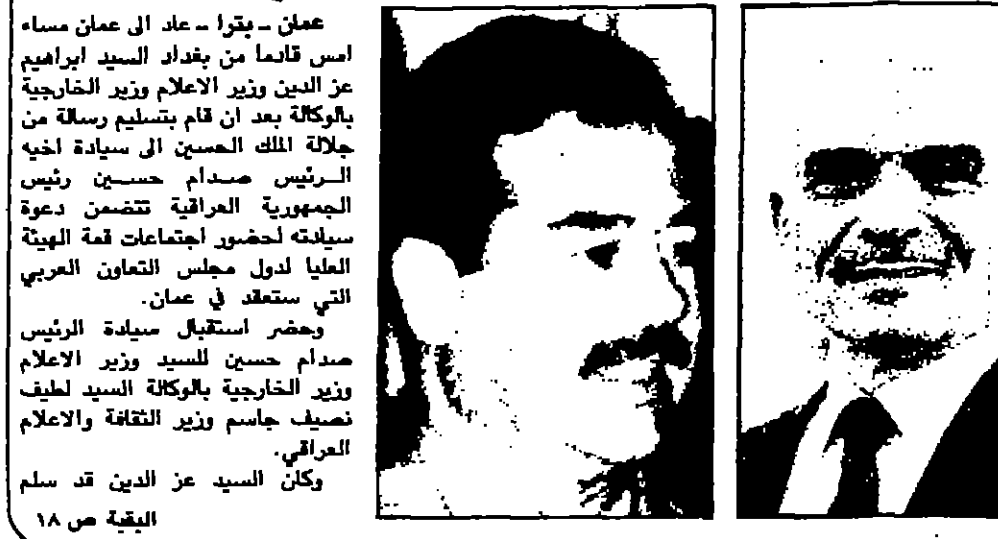 عمان ـ بترا ـ عاد الى عمان مساء
امس قادما من بغداد السيد ابراهيم
عز الدين وزير الاعلام وزير الخارجية
بالوكالة بعد ان قام بتسليم رسالة من
جلالة الملك الحسين الى سيادة اخيه
الـرئيس صـدام حسـين رئيس
الجمهورية العراقية تتضمن دعوة
سيادته لحضور اجتماعات قمة الهيئة
العليا لدول مجلس التعاون العربي
التي ستعقد في عمان.
وحضر استقبال سيادة الرئيس
صدام حسين للسيد وزير الاعلام
وزير الخارجية بالوكالة السيد لطيف
نصيف جاسم وزير الثقافة والاعلام
العراقي.
وكان السيد عز الدين قد سلم
البقية ص ١٨